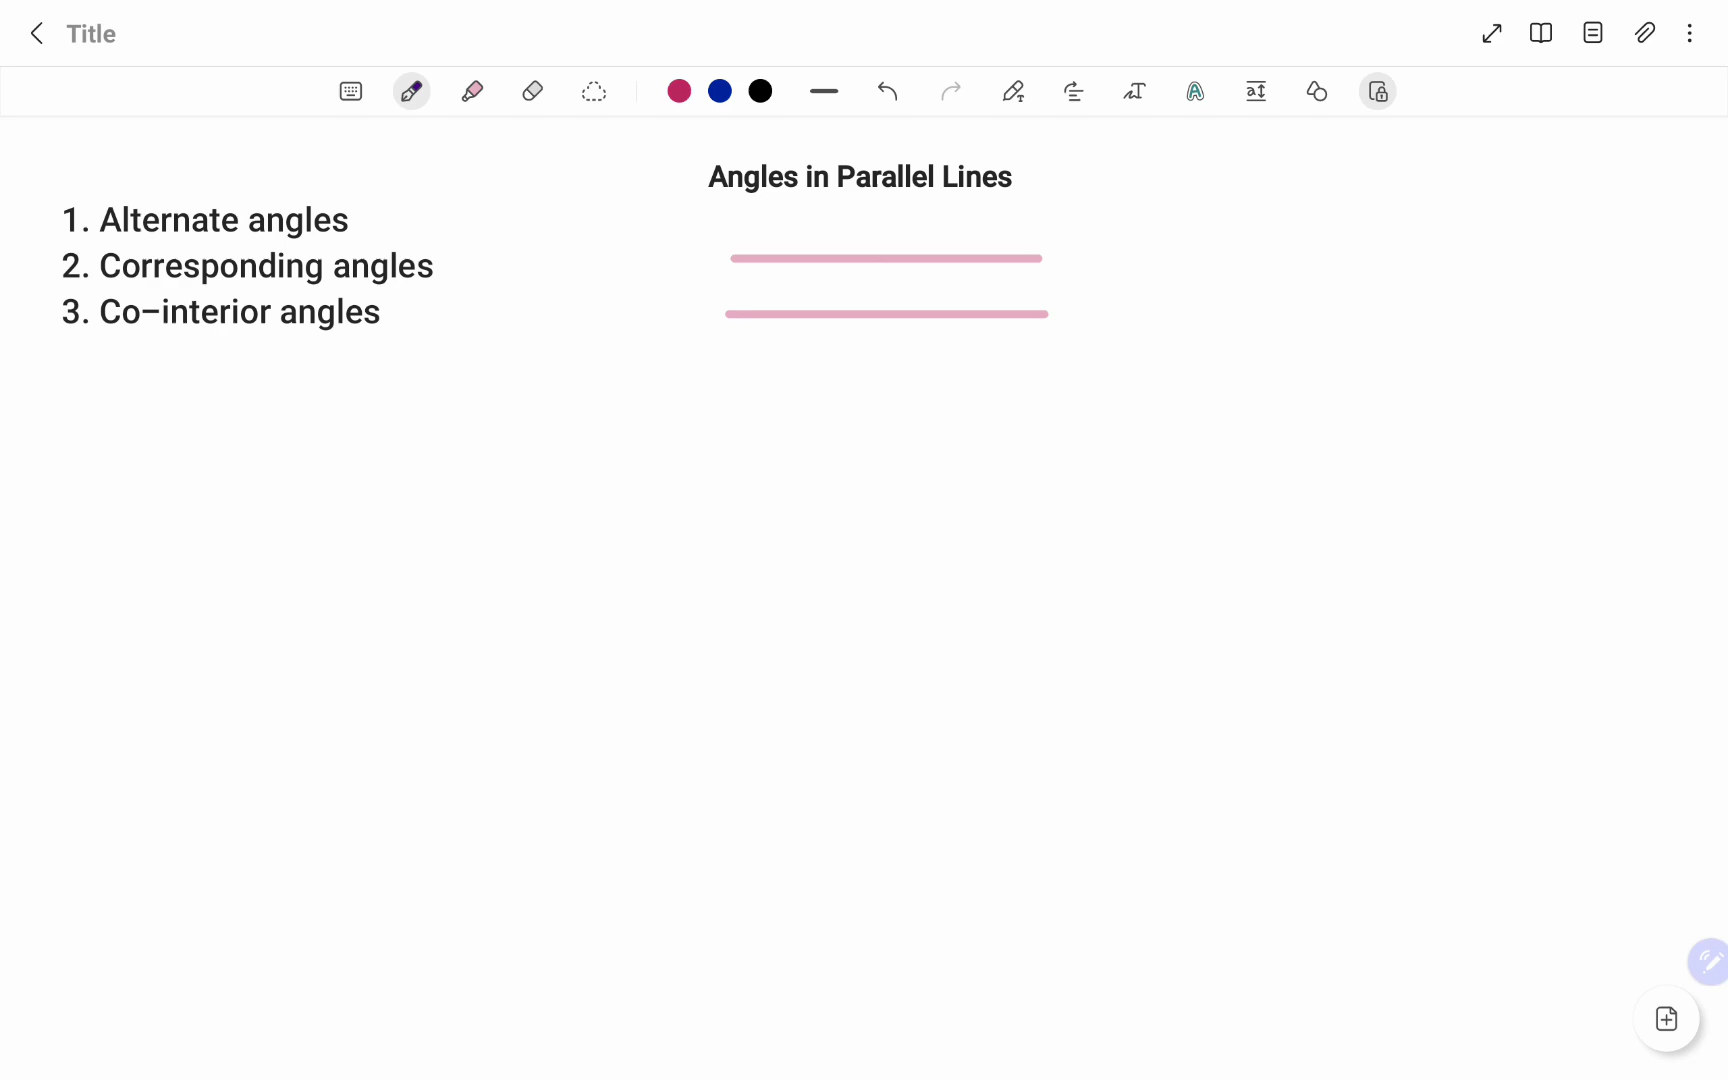 Title
Angles in Parallel Lines
1. Alternate angles
2. Corresponding angles
3. Co–interior angles